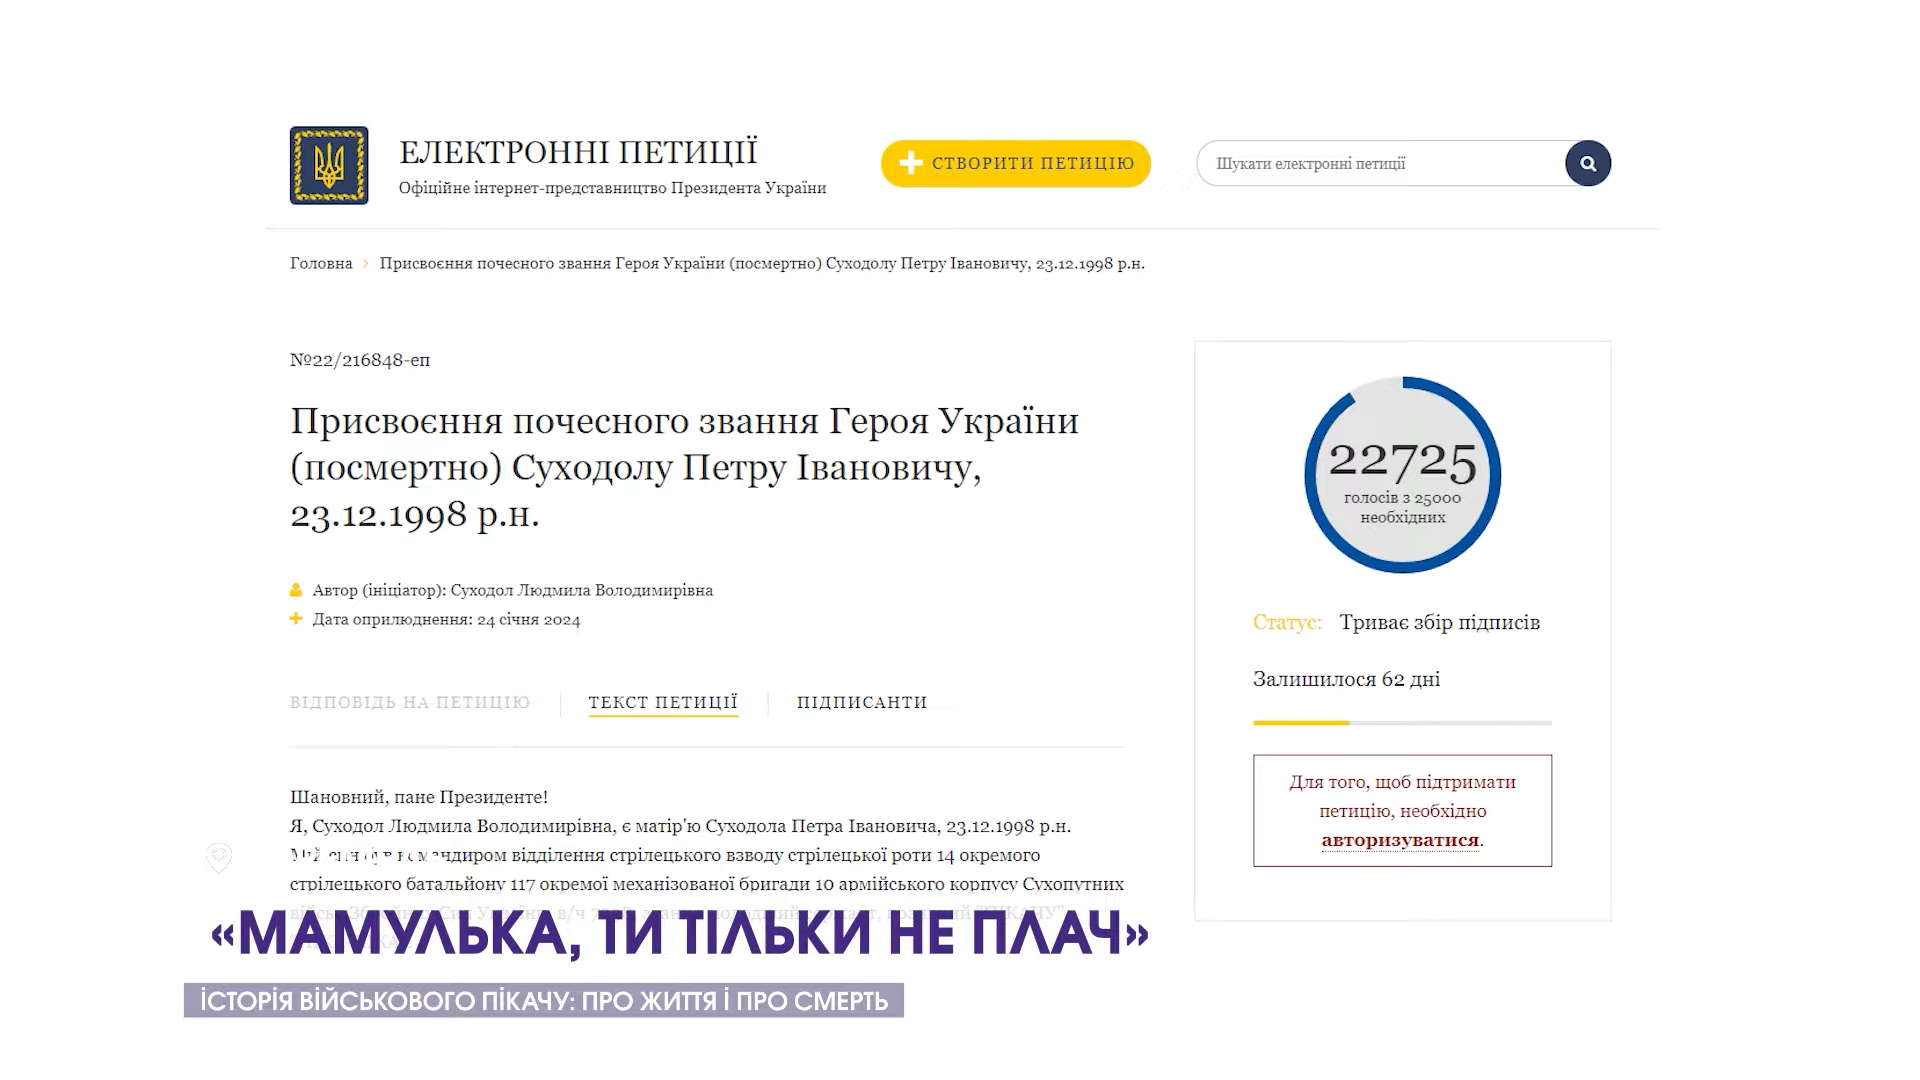 ЕЛЕКТРОННІ ПЕТИЦІЇ
Офіційне інтернет-представництво Президента України
СТВОРИТИ ПЕТИЦІЮ
Шукати електронні петиції
Головна > Присвоєння почесного звання Героя України (посмертно) Суходолу Петру Івановичу, 23.12.1998 р.н.
№22/216848-еп
Присвоєння почесного звання Героя України
(посмертно) Суходолу Петру Івановичу,
23.12.1998 р.н.
Автор (ініціатор): Суходол Людмила Володимирівна
Дата оприлюднення: 24 січня 2024
ВІДПОВІДЬ НА ПЕТИЦІЮ
ТЕКСТ ПЕТИЦІЇ
ПІДПИСАНТИ
Шановний, пане Президенте!
Я, Суходол Людмила Володимирівна, є матір'ю Суходола Петра Івановича, 23.12.1998 р.н.
Мій син був командиром відділення стрілецького взводу стрілецької роти 14 окремого
стрілецького батальйону 117 окремої механізованої бригади 10 армійського корпусу Сухопутних
22725
голосів з 25000
необхідних
Статус: Триває збір підписів
Залишилося 62 дні
Для того, щоб підтримати
петицію, необхідно
авторизуватися.
«МАМУЛЬКА, ТИ ТІЛЬКИ НЕ ПЛАЧ»
ІСТОРІЯ ВІЙСЬКОВОГО ПІКАЧУ: ПРО ЖИТТЯ І ПРО СМЕРТЬ